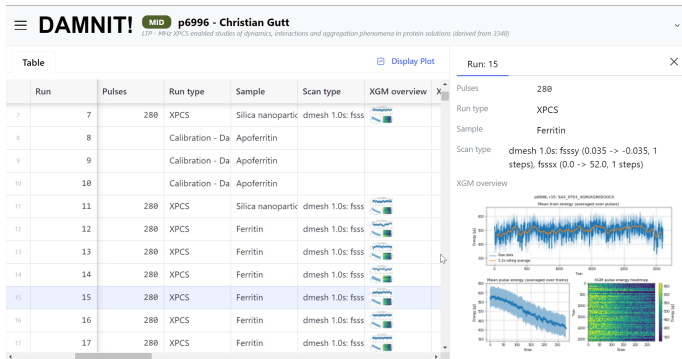 DAMNIT! MID p6996 - Christian Gutt
LTP - MHz XPCS enabled studies of dynamics, interactions and aggregation phenomena in protein solutions (derived from 3348)
Table
Display Plot
Run Pulses Run type Sample Scan type XGM overview X
7 7 280 XPCS Silica nanopartic dmesh 1.0s: fsss
8 8 Calibration - Da Apoferritin
9 9 Calibration - Da Apoferritin
10 10 Calibration - Da Apoferritin
11 11 280 XPCS Silica nanopartic dmesh 1.0s: fsss
12 12 280 XPCS Ferritin dmesh 1.0s: fsss
13 13 280 XPCS Ferritin dmesh 1.0s: fsss
14 14 280 XPCS Ferritin dmesh 1.0s: fsss
15 15 280 XPCS Ferritin dmesh 1.0s: fsss
16 16 280 XPCS Ferritin dmesh 1.0s: fsss
17 17 280 XPCS Ferritin dmesh 1.0s: fsss
Run: 15
Pulses 280
Run type XPCS
Sample Ferritin
Scan type dmesh 1.0s: fsssy (0.035 -> -0.035, 1
steps), fsssx (0.0 -> 52.0, 1 steps)
XGM overview
Mean train energy (averaged over pulses)
Energy [µJ]
Raw data
Train
Mean pulse energy (averaged over trains)
XGM pulse energy heatmap
Energy [µJ]
Train
Energy [µJ]